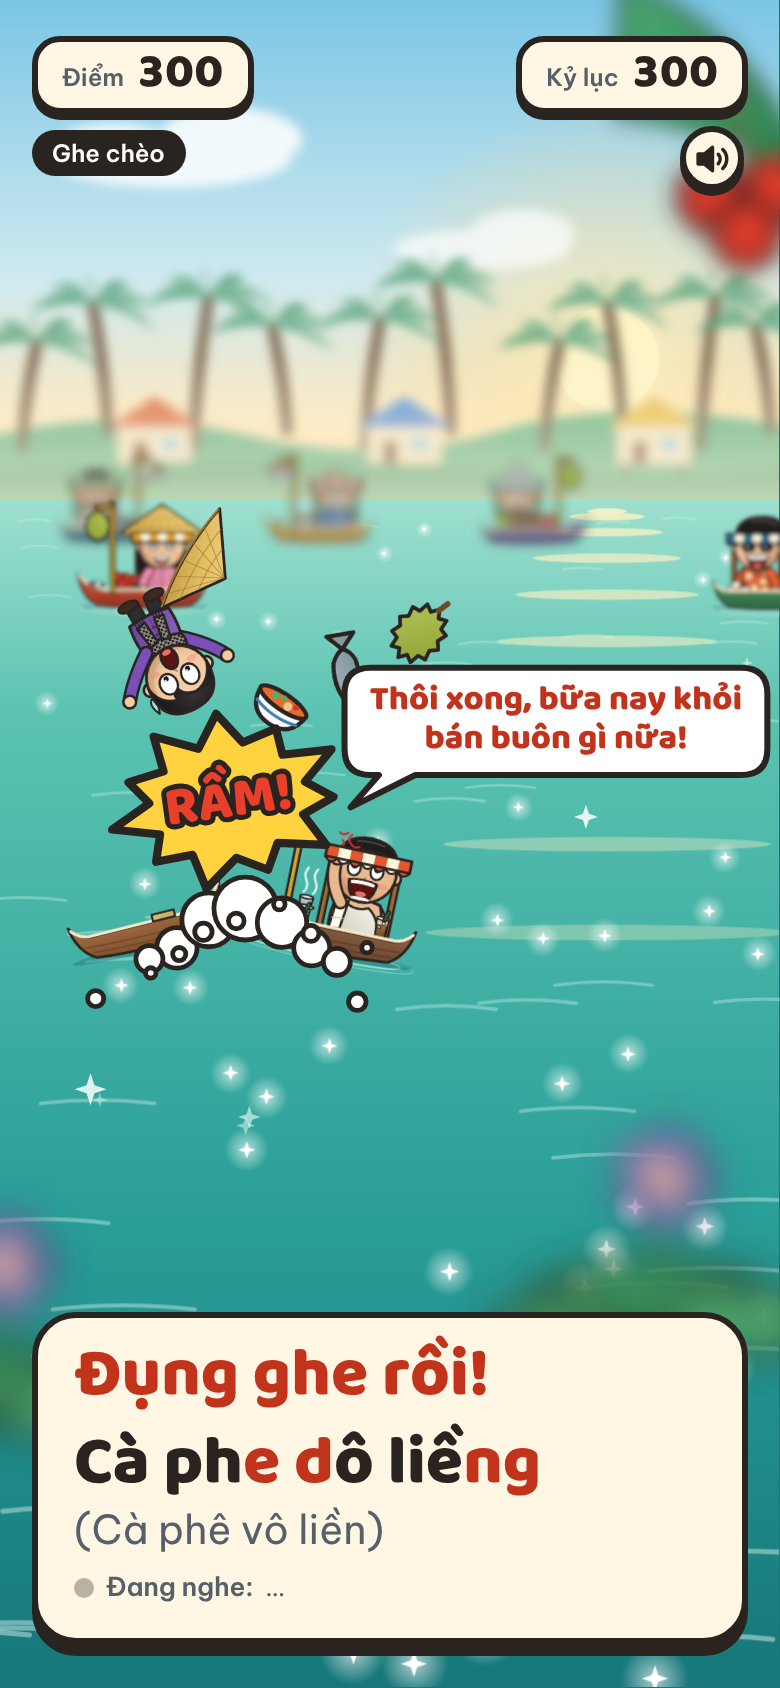 Điểm 300
Kỷ lục 300
Ghe chèo
Thôi xong, bữa nay khỏi
bán buôn gì nữa!
RẦM!
Đụng ghe rồi!
Cà phe dô liềng
(Cà phê vô liền)
Đang nghe: ...